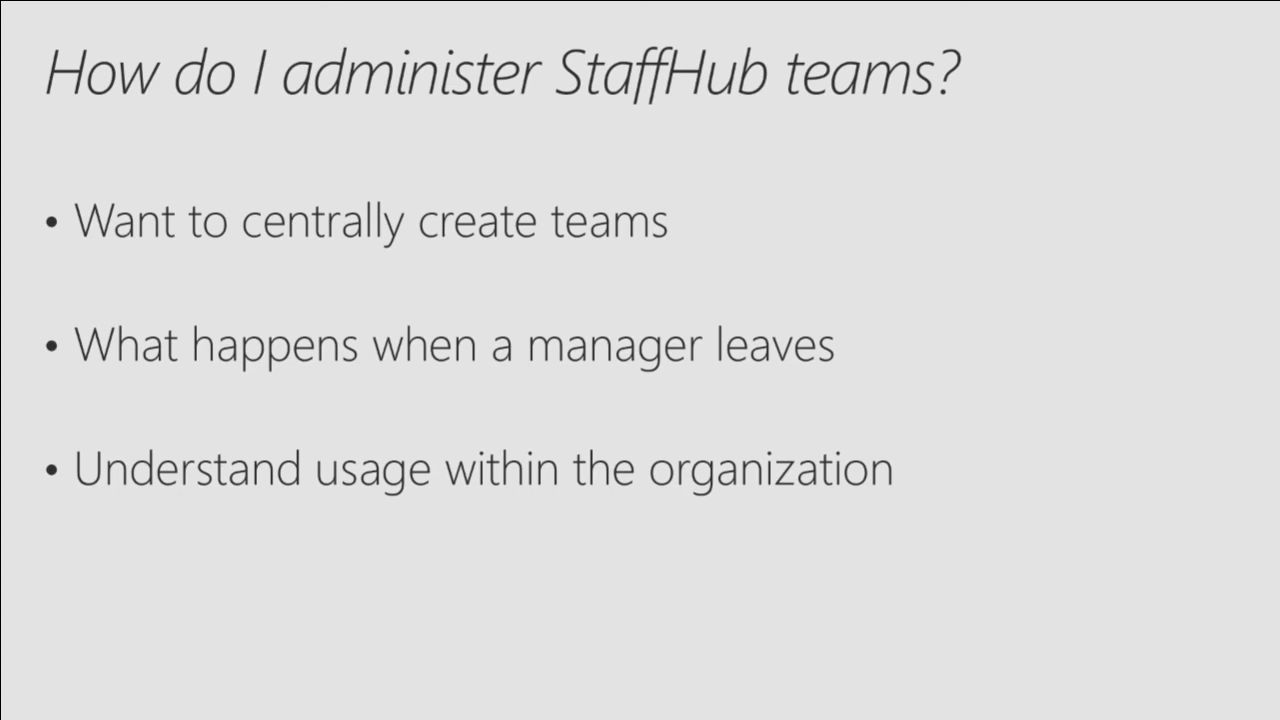 How do I administer StaffHub teams?
• Want to centrally create teams
• What happens when a manager leaves
• Understand usage within the organization